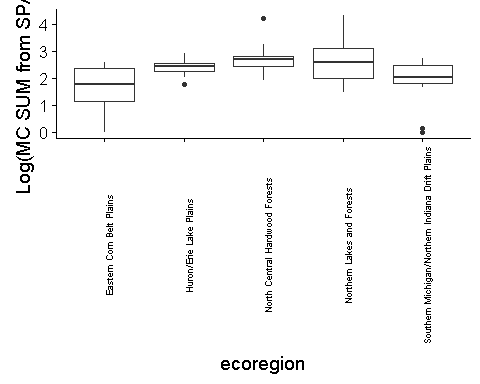 Log(MC SUM from
4
3
2
1
0
Eastern Corn Belt Plains
Huron/Erie Lake Plains
North Central Hardwood Forests
Northern Lakes and Forests
Southern Michigan/Northern Indiana Drift Plains
ecoregion